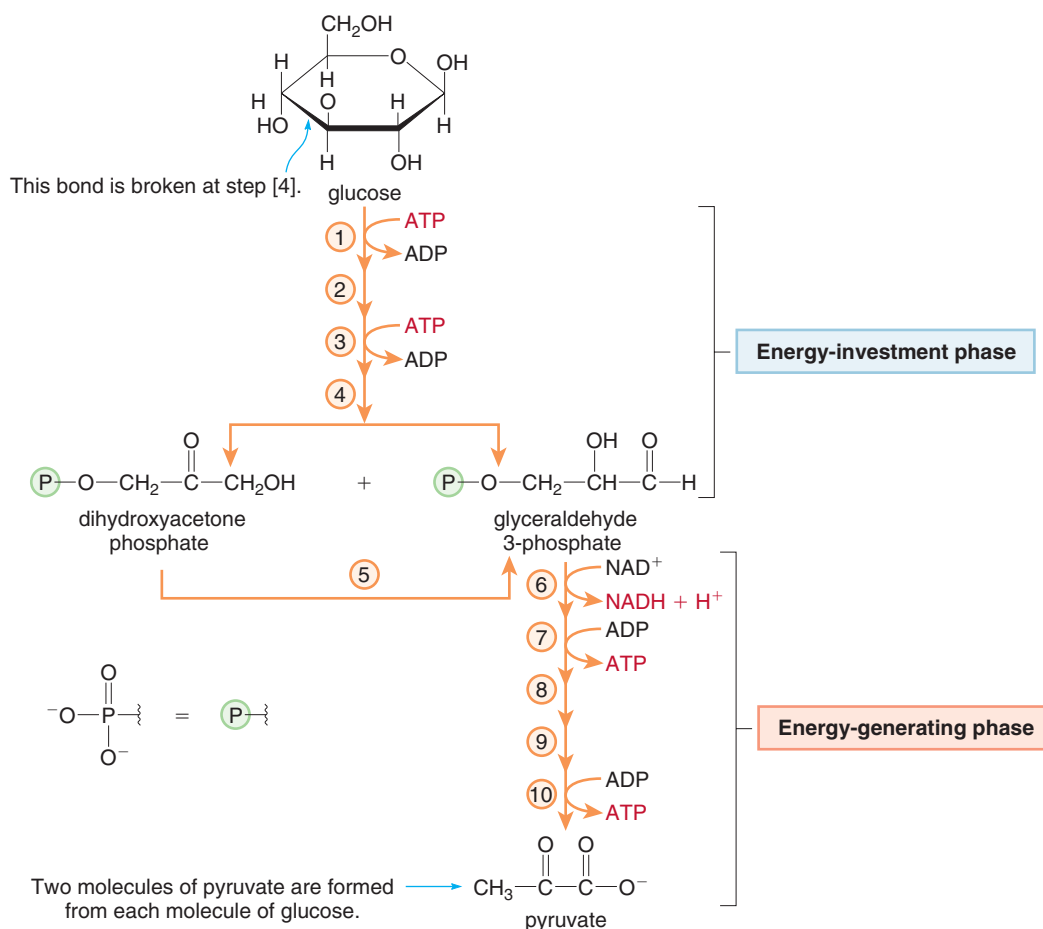 CH₂OH
O
H
OH
H
H
O
H
HO
H
H
OH
This bond is broken at step [4].
glucose
ATP
1
ADP
2
ATP
3
ADP
4
Energy-investment phase
O
P—O—CH₂—C—CH₂OH
+
OH O
P—O—CH₂—CH—C—H
dihydroxyacetone
phosphate
glyceraldehyde
3-phosphate
5
NAD⁺
6
NADH + H⁺
ADP
7
ATP
8
9
ADP
10
ATP
Energy-generating phase
O
⁻O—P
O⁻
=
P
Two molecules of pyruvate are formed
from each molecule of glucose.
O O
CH₃—C—C—O⁻
pyruvate